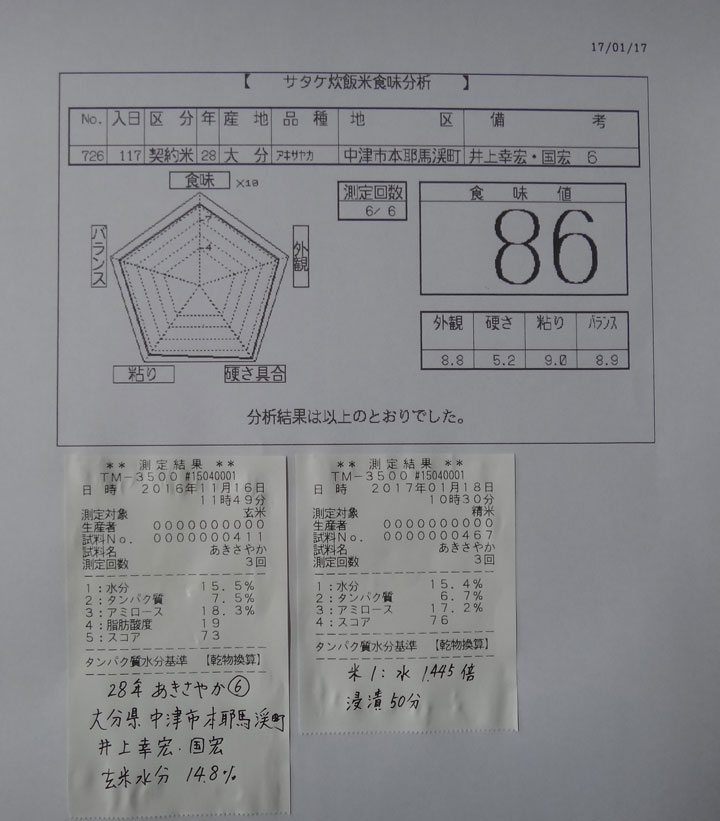 17/01/17
【 サタケ炊飯米食味分析 】
No. 入日 区分 年 産地 品種 地区 備考
726 117 契約米 28 大分 アキサヤカ 中津市本耶馬渓町 井上幸宏・国宏 6
食味 ×10
7
4
バランス
外観
粘り
硬さ具合
測定回数
6/ 6
食味値
86
外観 硬さ 粘り バランス
8.8 5.2 9.0 8.9
分析結果は以上のとおりでした。
** 測定結果 **
TM-3500 #15040001
日時 2016年11月16日
11時49分
測定対象 玄米
生産者 00000000000
試料No. 00000000411
試料名 あきさやか
測定回数 3回
1:水分 15.5%
2:タンパク質 7.5%
3:アミロース 18.3%
4:脂肪酸度 19
5:スコア 73
タンパク質水分基準 【乾物換算】
28年 あきさやか⑥
大分県中津市本耶馬渓町
井上幸宏・国宏
玄米水分 14.8%
** 測定結果 **
TM-3500 #15040001
日時 2017年01月18日
10時30分
測定対象 精米
生産者 00000000000
試料No. 00000000467
試料名 あきさやか
測定回数 3回
1:水分 15.4%
2:タンパク質 6.7%
3:アミロース 17.2%
4:スコア 76
タンパク質水分基準 【乾物換算】
米1:水 1.445倍
浸漬50分